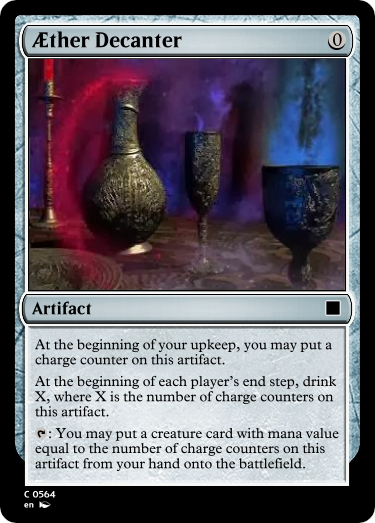 Æther Decanter
0
Artifact
At the beginning of your upkeep, you may put a
charge counter on this artifact.
At the beginning of each player's end step, drink
X, where X is the number of charge counters on
this artifact.
: You may put a creature card with mana value
equal to the number of charge counters on this
artifact from your hand onto the battlefield.
C 0564
en